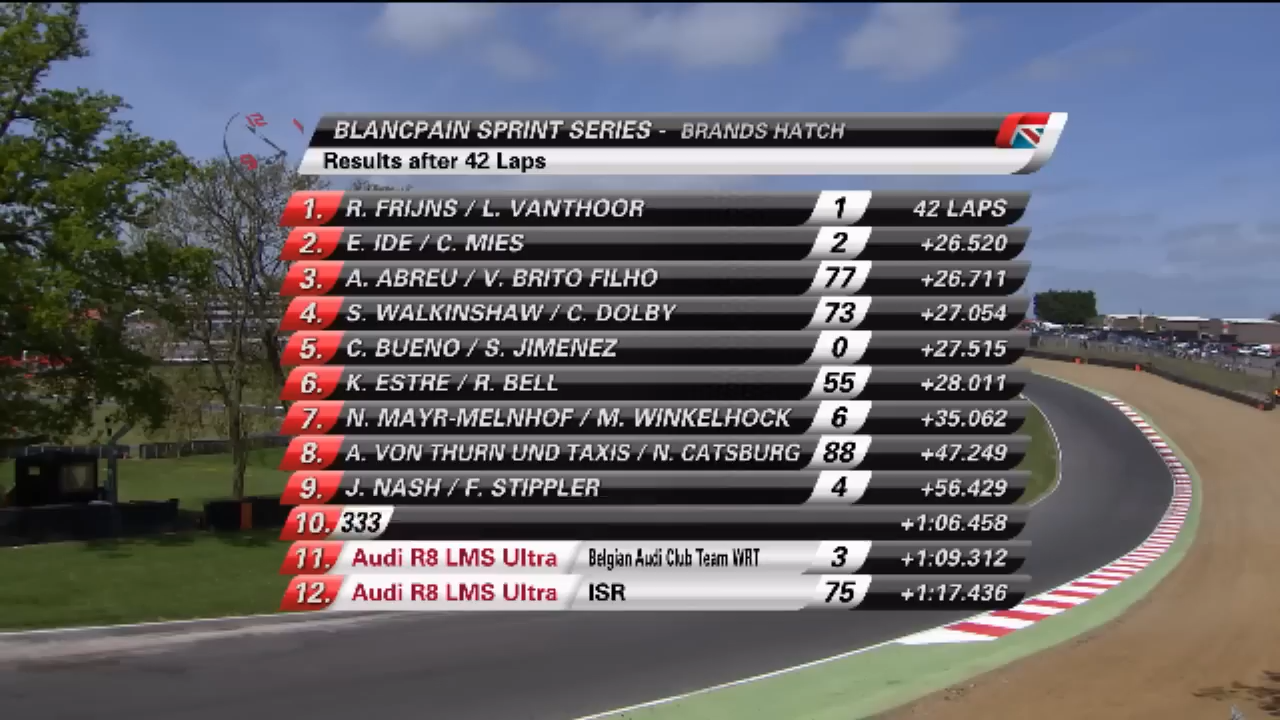 BLANCPAIN SPRINT SERIES - BRANDS HATCH
Results after 42 Laps
1. R. FRIJNS / L. VANTHOOR 1 42 LAPS
2. E. IDE / C. MIES 2 +26.520
3. A. ABREU / V. BRITO FILHO 77 +26.711
4. S. WALKINSHAW / C. DOLBY 73 +27.054
5. C. BUENO / S. JIMENEZ 0 +27.515
6. K. ESTRE / R. BELL 55 +28.011
7. N. MAYR-MELNHOF / M. WINKELHOCK 6 +35.062
8. A. VON THURN UND TAXIS / N. CATSBURG 88 +47.249
9. J. NASH / F. STIPPLER 4 +56.429
10. 333 +1:06.458
11. Audi R8 LMS Ultra Belgian Audi Club Team WRT 3 +1:09.312
12. Audi R8 LMS Ultra ISR 75 +1:17.436